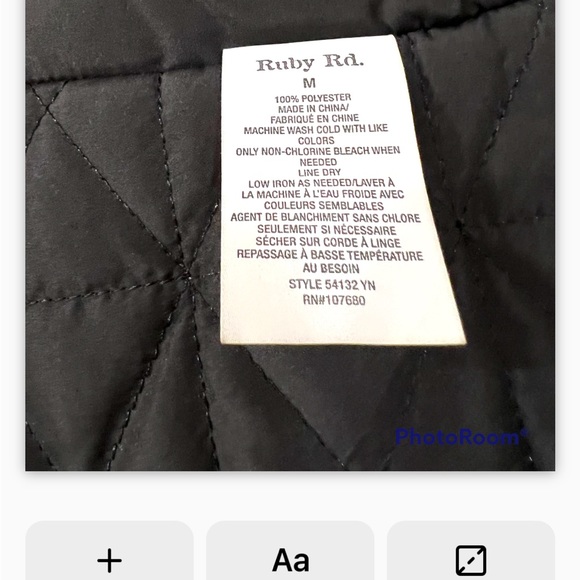 Ruby Rd.
M
100% POLYESTER
MADE IN CHINA/
FABRIQUÉ EN CHINE
MACHINE WASH COLD WITH LIKE
COLORS
ONLY NON-CHLORINE BLEACH WHEN
NEEDED
LINE DRY
LOW IRON AS NEEDED/LAVER À
LA MACHINE À L'EAU FROIDE AVEC
COULEURS SEMBLABLES
AGENT DE BLANCHIMENT SANS CHLORE
SEULEMENT SI NÉCESSAIRE
SÉCHER SUR CORDE À LINGE
REPASSAGE À BASSE TEMPÉRATURE
AU BESOIN
STYLE 54132 YN
RN#107680
PhotoRoom
Aa